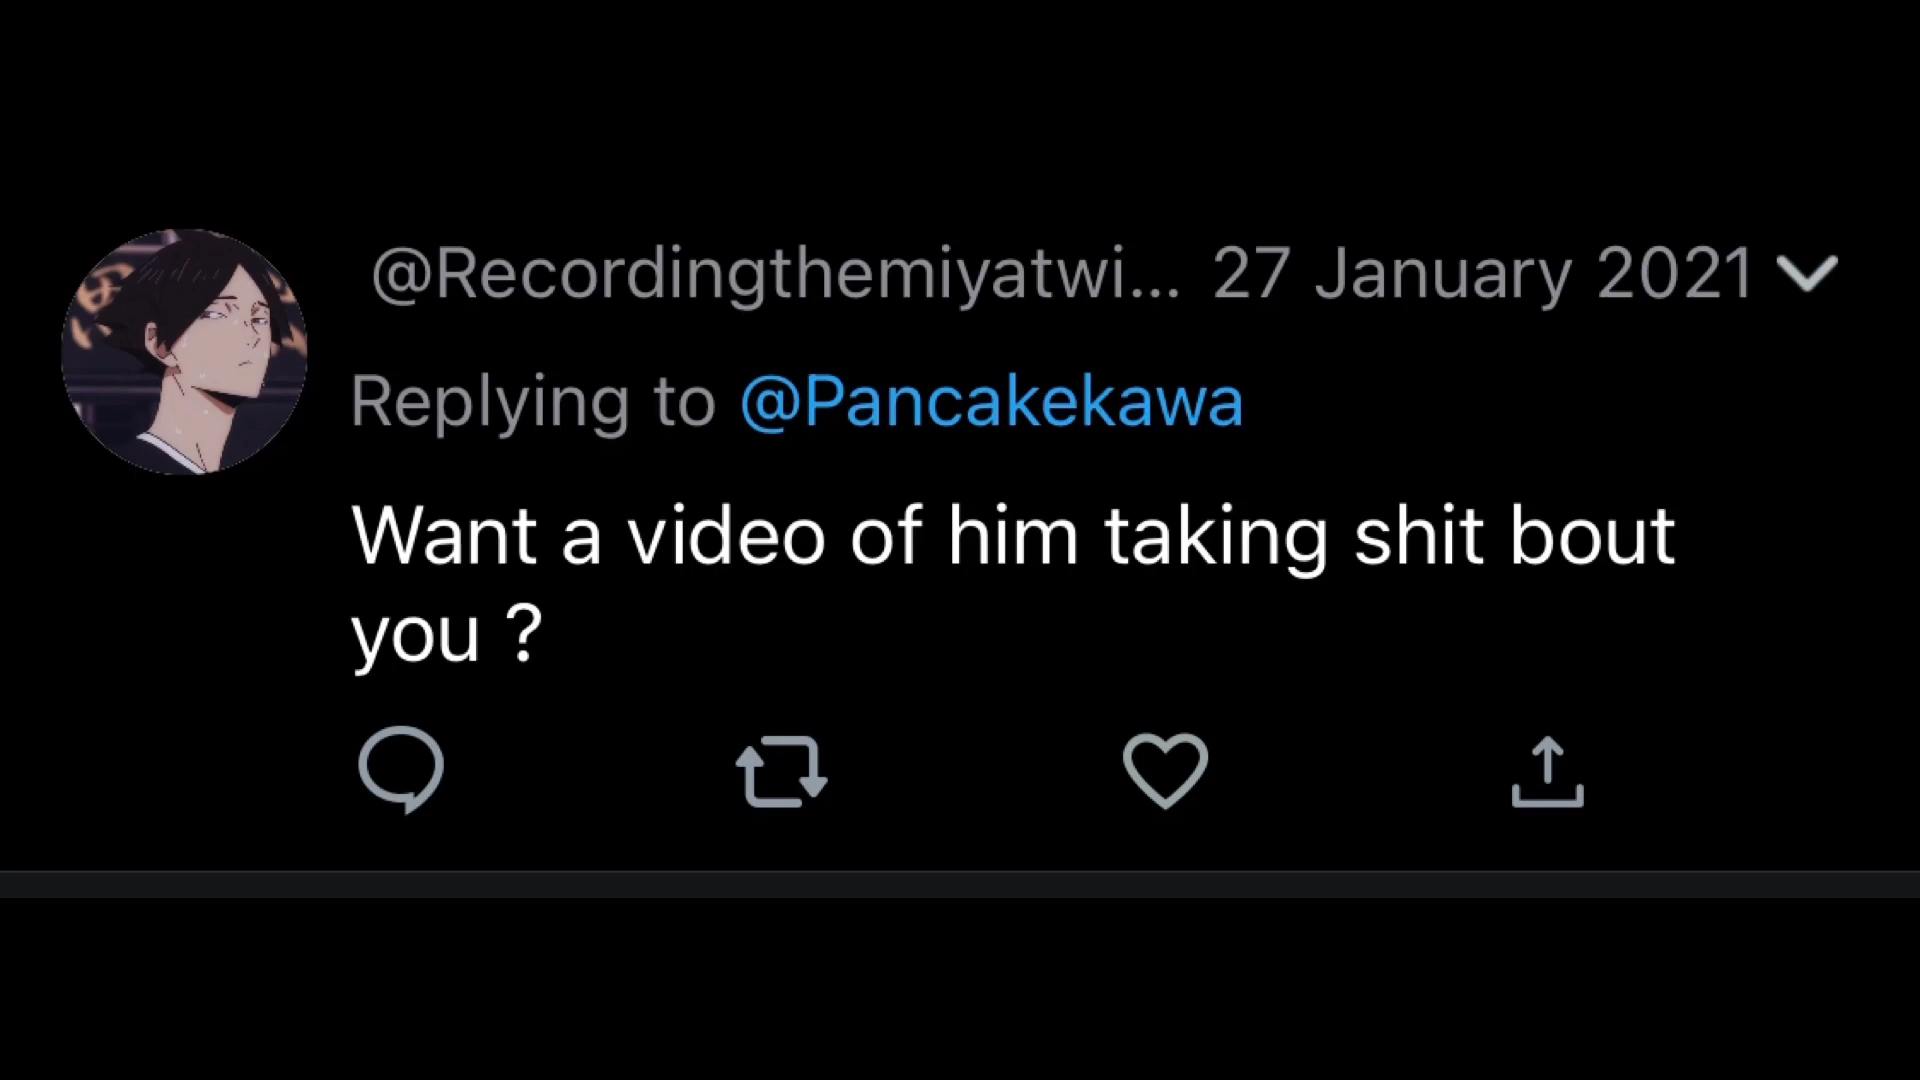 @Recordingthemiyatwi... 27 January 2021
Replying to @Pancakekawa
Want a video of him taking shit bout
you ?